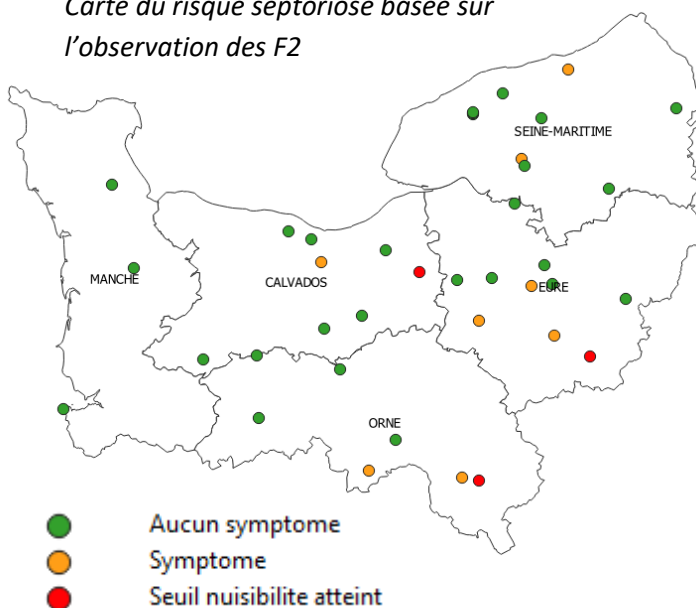 Carte du risque septoriose basée sur
l'observation des F2
SEINE-MARITIME
MANCHE
CALVADOS
EURE
ORNE
Aucun symptome
Symptome
Seuil nuisibilite atteint